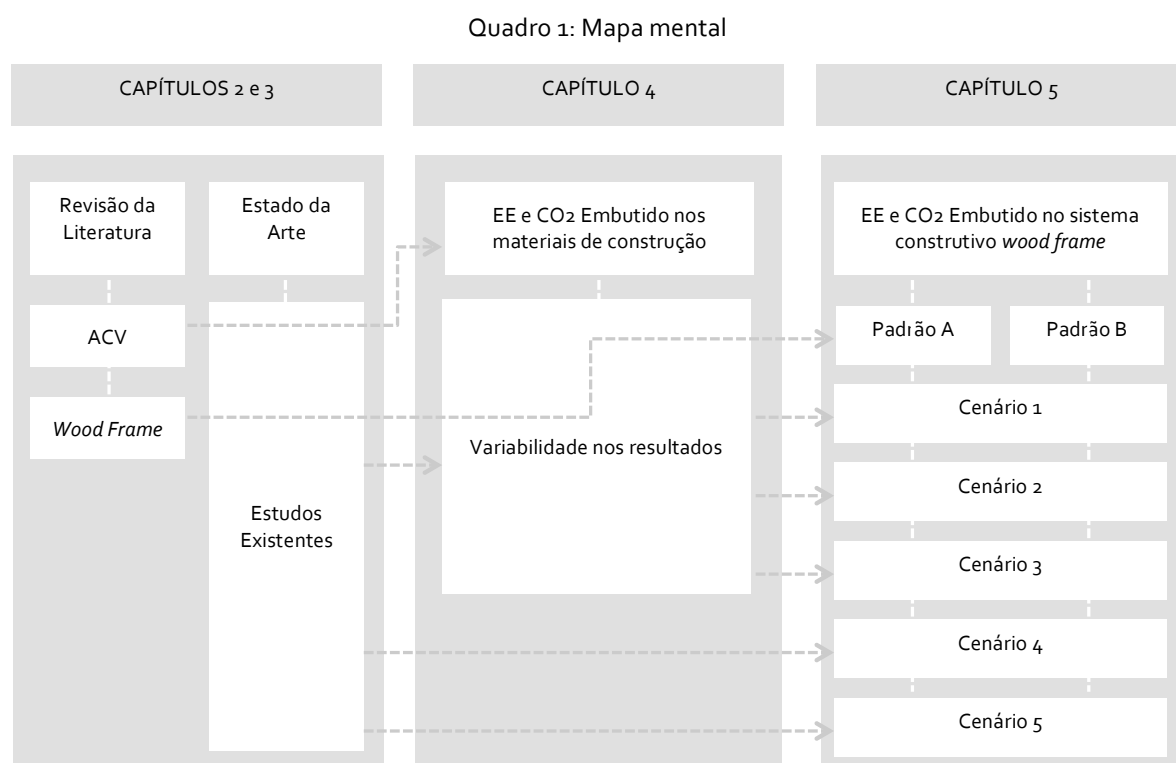 Quadro 1: Mapa mental
CAPÍTULOS 2 e 3
CAPÍTULO 4
CAPÍTULO 5
Revisão da
Literatura
Estado da
Arte
ACV
Wood Frame
Estudos
Existentes
EE e CO2 Embutido nos
materiais de construção
Variabilidade nos resultados
EE e CO2 Embutido no sistema
construtivo wood frame
Padrão A
Padrão B
Cenário 1
Cenário 2
Cenário 3
Cenário 4
Cenário 5